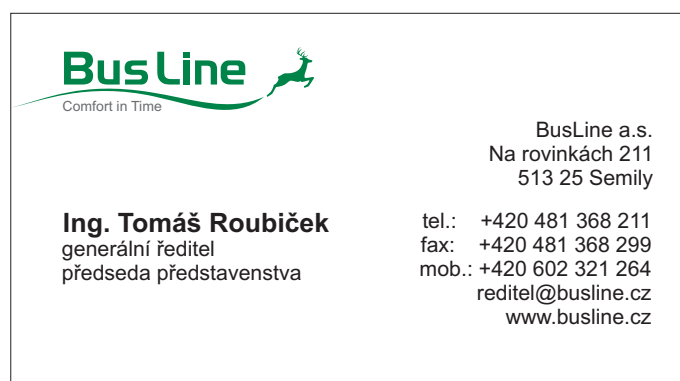 Bus Line
Comfort in Time
BusLine a.s.
Na rovinkách 211
513 25 Semily
Ing. Tomáš Roubiček
generální ředitel
předseda představenstva
tel.: +420 481 368 211
fax: +420 481 368 299
mob.: +420 602 321 264
reditel@busline.cz
www.busline.cz